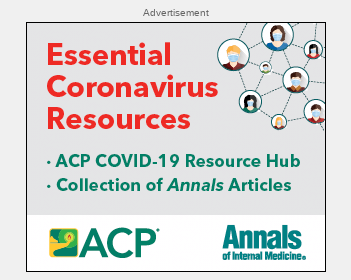 Advertisement
Essential
Coronavirus
Resources
· ACP COVID-19 Resource Hub
· Collection of Annals Articles
ACP®
Annals
of Internal Medicine®